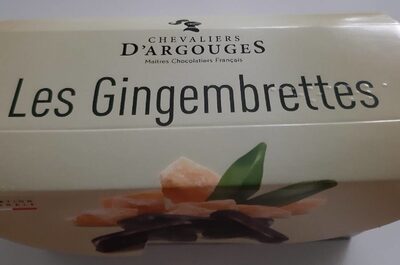 CHEVALIERS
D'ARGOUGES
Maîtres Chocolatiers Français
Les Gingembrettes